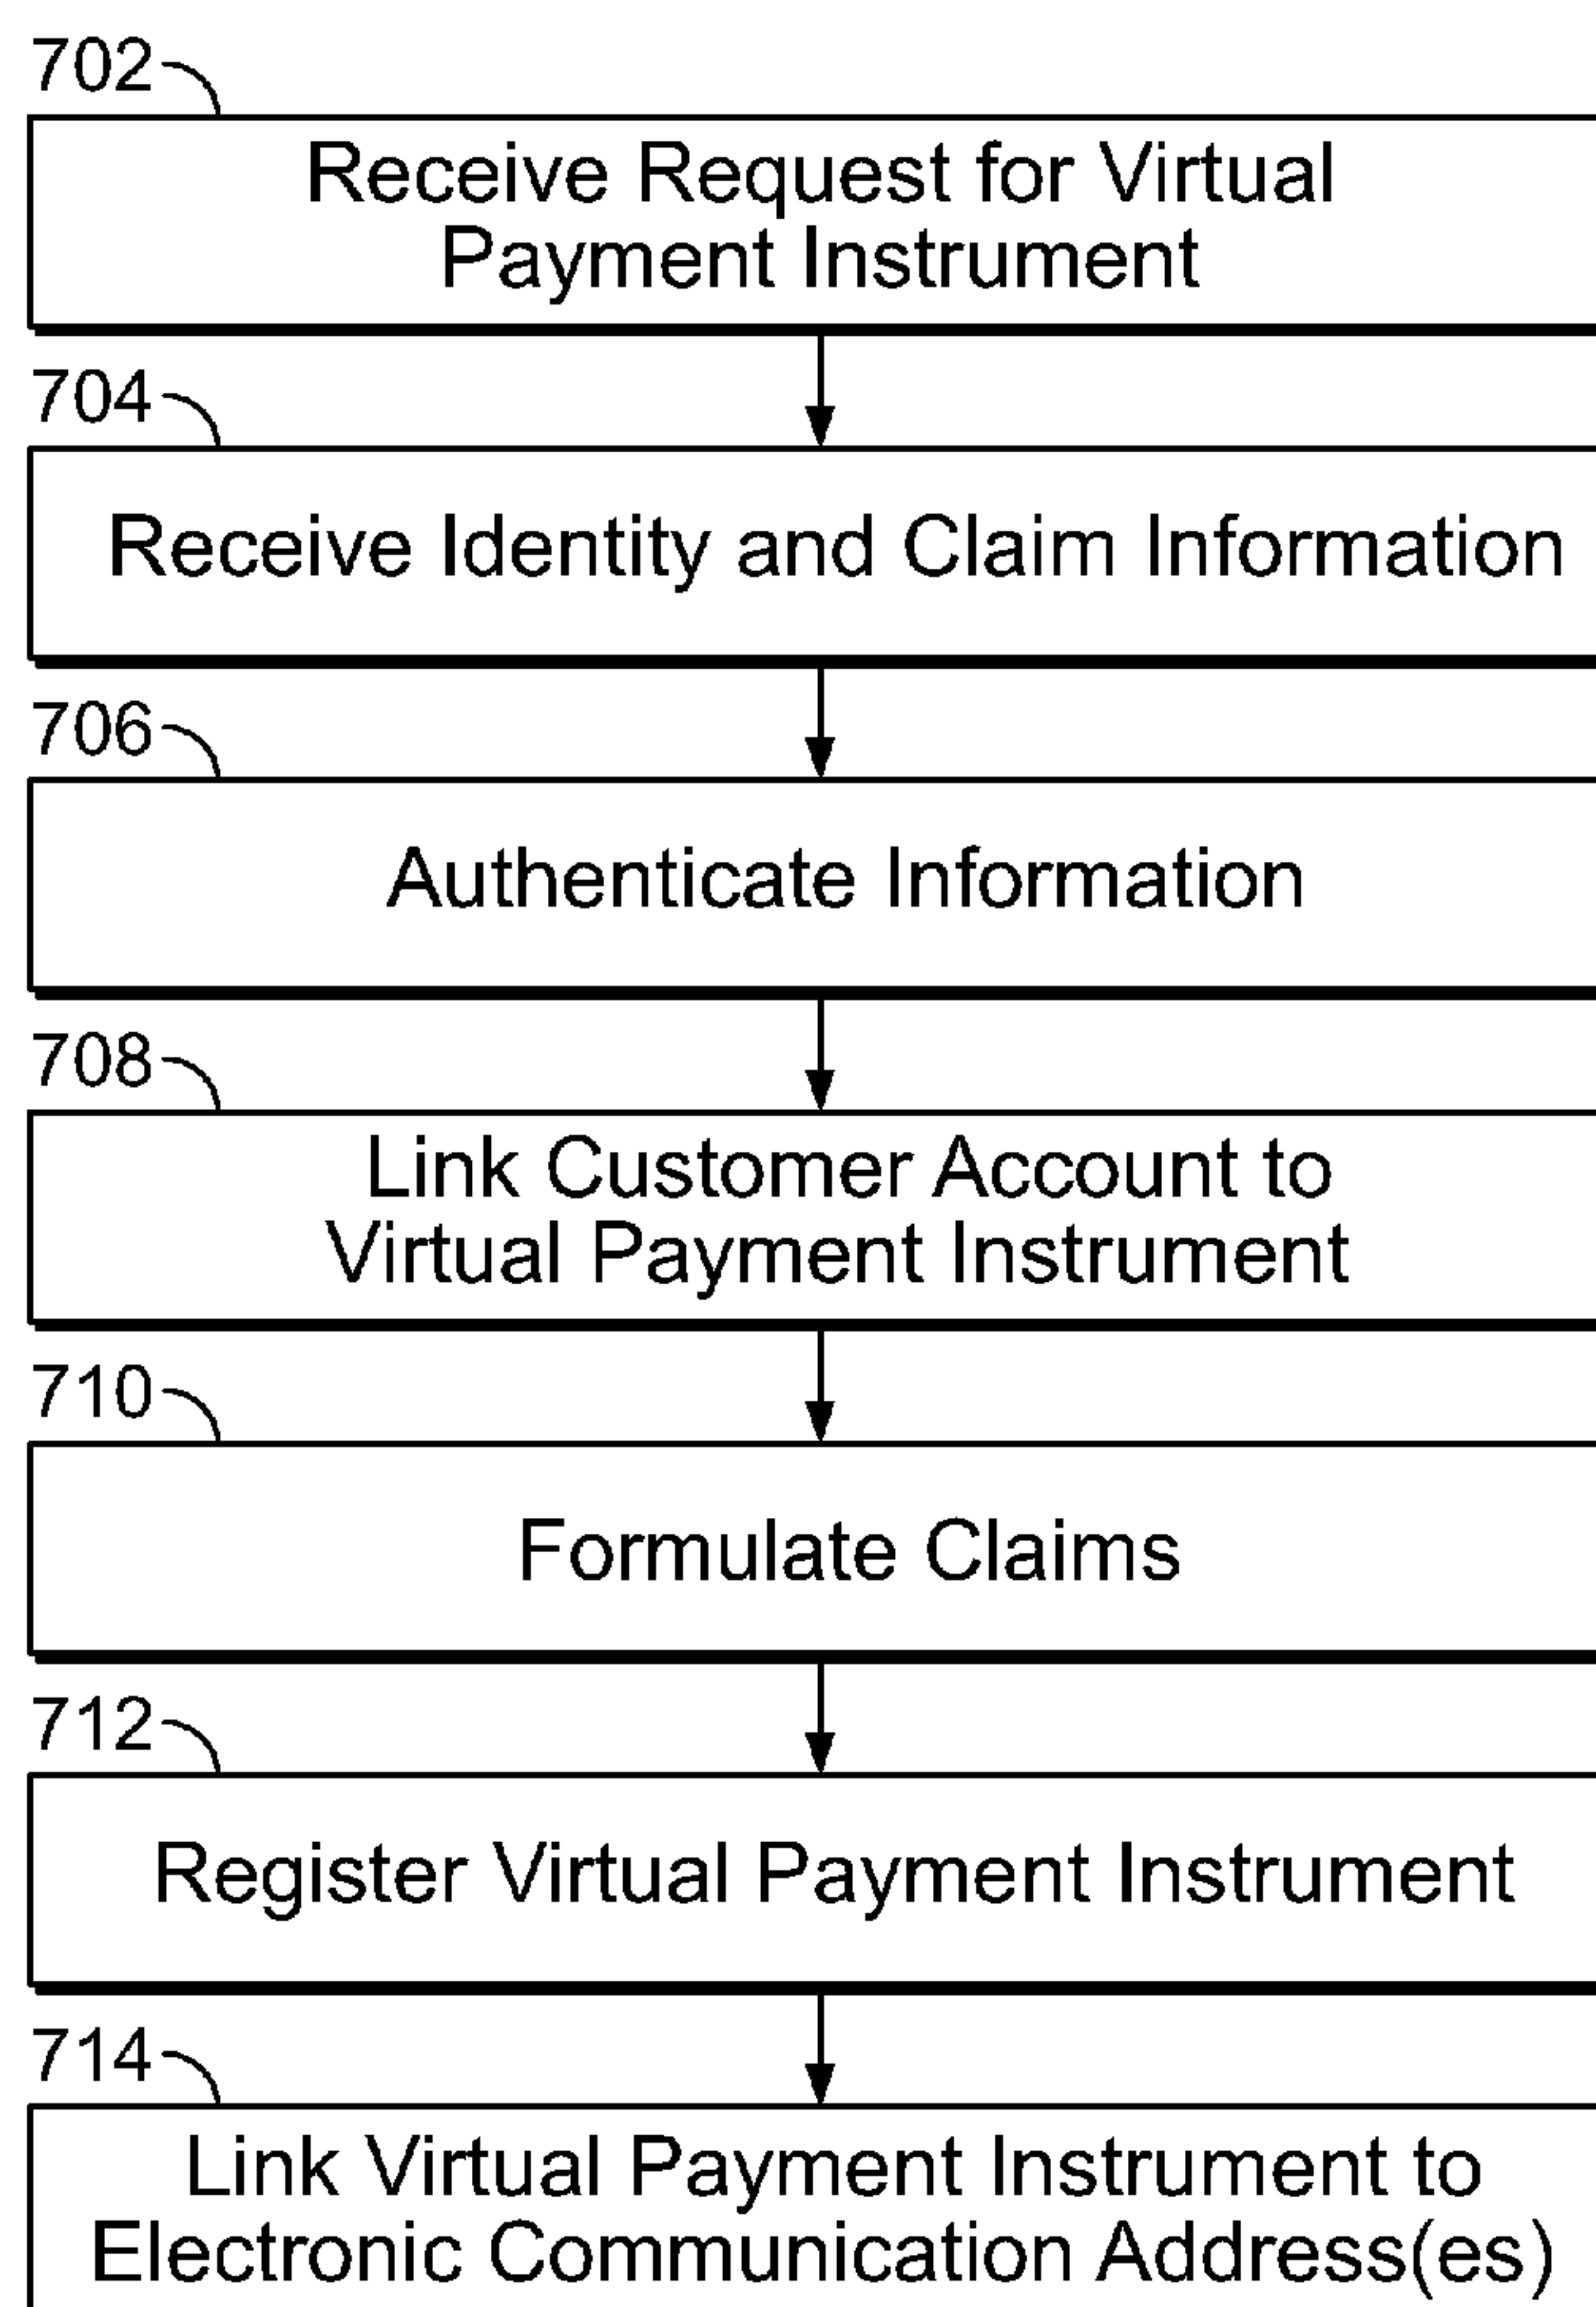 702
Receive Request for Virtual
Payment Instrument
704
Receive Identity and Claim Information
706
Authenticate Information
708
Link Customer Account to
Virtual Payment Instrument
710
Formulate Claims
712
Register Virtual Payment Instrument
714
Link Virtual Payment Instrument to
Electronic Communication Address(es)